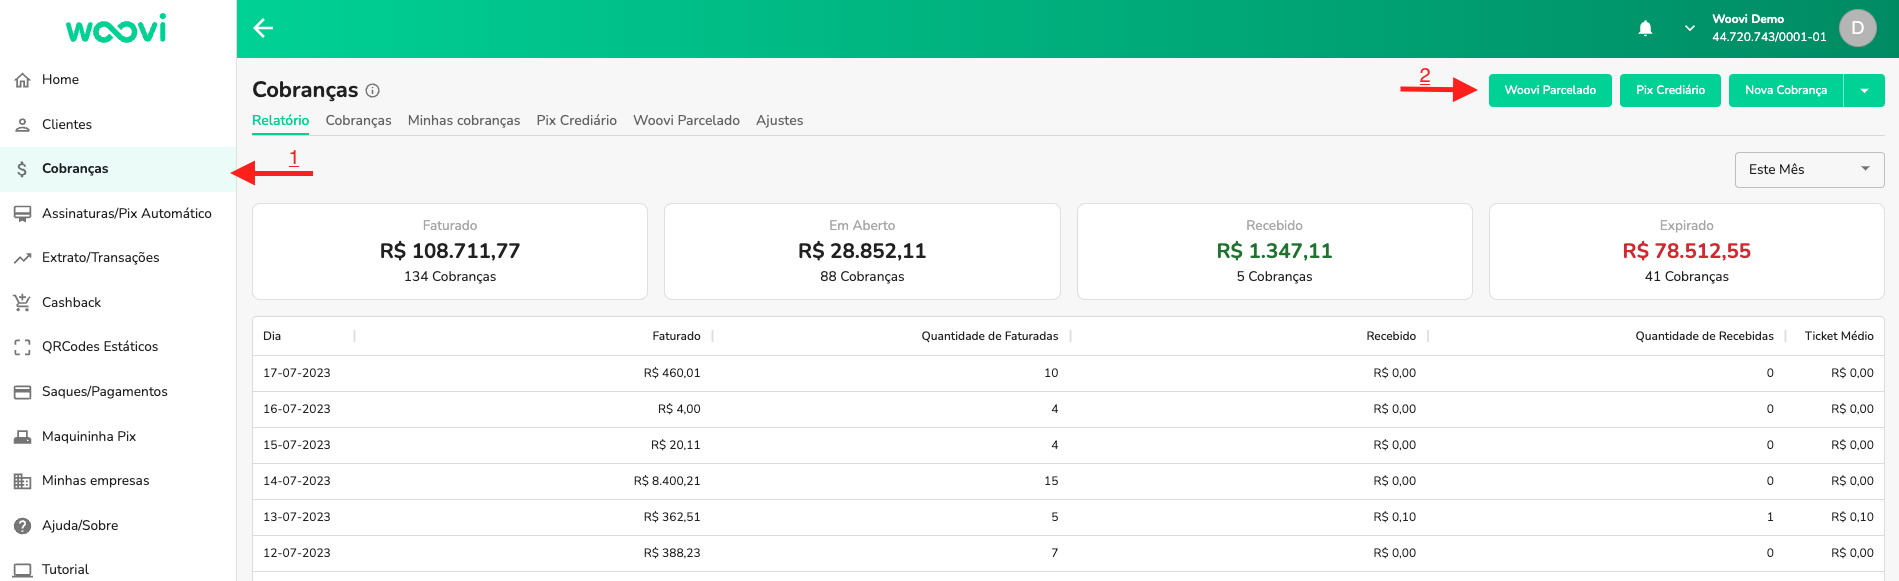 woovi
Home
Clientes
Cobranças
Assinaturas/Pix Automático
Extrato/Transações
Cashback
QRCodes Estáticos
Saques/Pagamentos
Maquininha Pix
Minhas empresas
Ajuda/Sobre
Tutorial
Woovi Demo
44.720.743/0001-01
D
Cobranças
1
2
Woovi Parcelado
Pix Crediário
Nova Cobrança
Relatório Cobranças Minhas cobranças Pix Crediário Woovi Parcelado Ajustes
Este Mês
Faturado
R$ 108.711,77
134 Cobranças
Em Aberto
R$ 28.852,11
88 Cobranças
Recebido
R$ 1.347,11
5 Cobranças
Expirado
R$ 78.512,55
41 Cobranças
Dia Faturado Quantidade de Faturadas Recebido Quantidade de Recebidas Ticket Médio
17-07-2023 R$ 460,01 10 R$ 0,00 0 R$ 0,00
16-07-2023 R$ 4,00 4 R$ 0,00 0 R$ 0,00
15-07-2023 R$ 20,11 4 R$ 0,00 0 R$ 0,00
14-07-2023 R$ 8.400,21 15 R$ 0,00 0 R$ 0,00
13-07-2023 R$ 362,51 5 R$ 0,10 1 R$ 0,10
12-07-2023 R$ 388,23 7 R$ 0,00 0 R$ 0,00